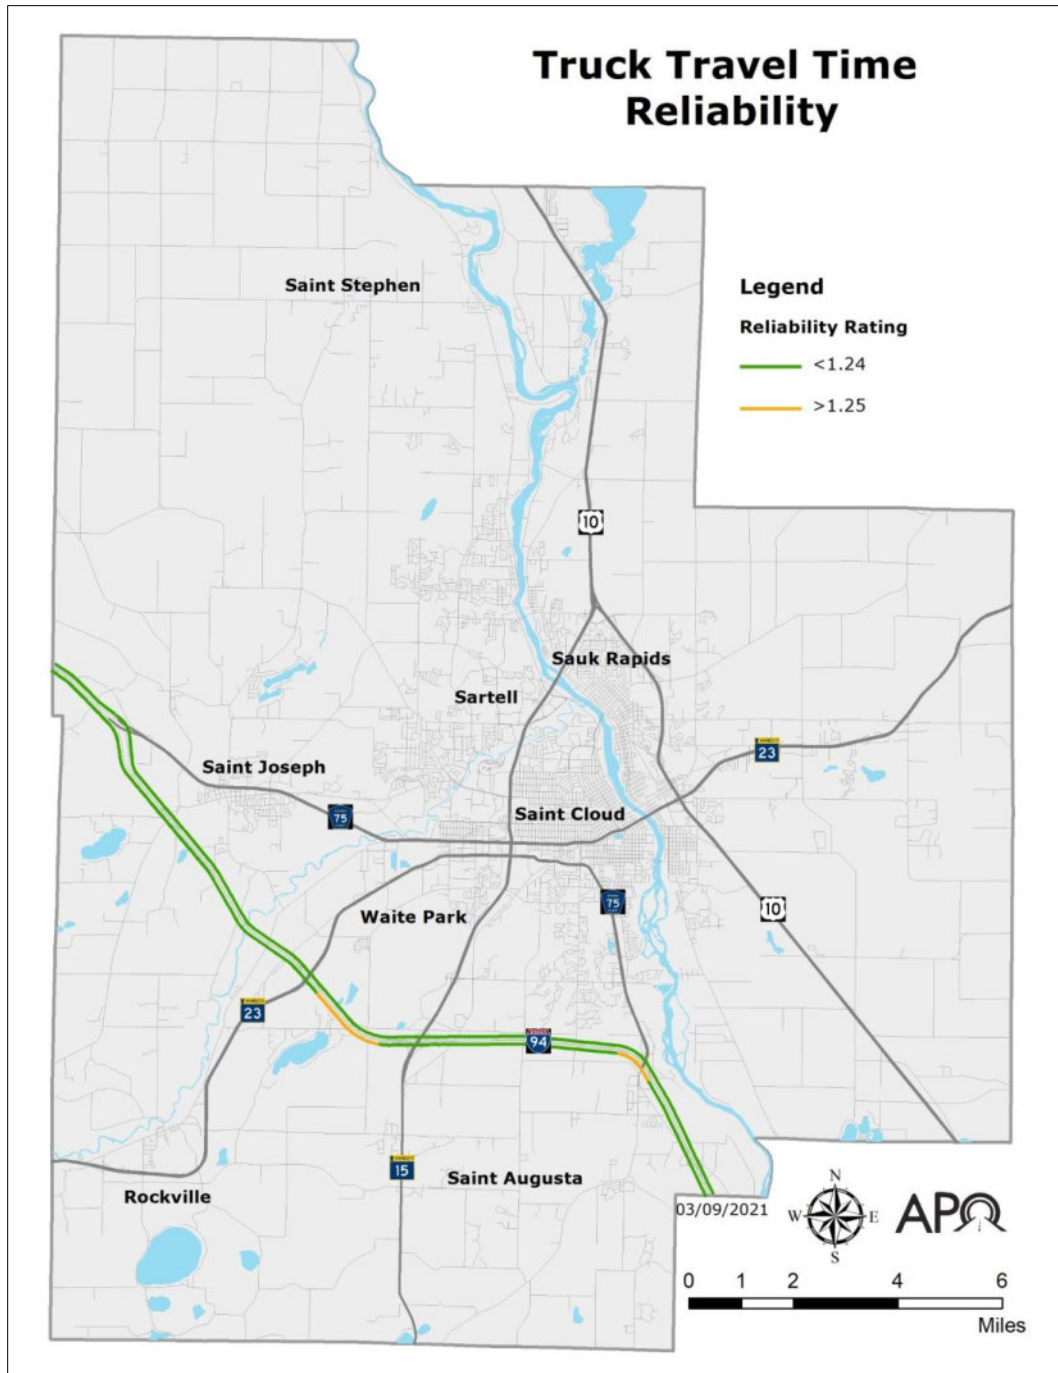 Truck Travel Time
Reliability
Saint Stephen
Legend
Reliability Rating
<1.24
>1.25
10
Sauk Rapids
Sartell
23
Saint Joseph
75
Saint Cloud
75
10
Waite Park
23
94
15
Saint Augusta
Rockville
03/09/2021
N
W
E
S
APO
0
1
2
4
6
Miles